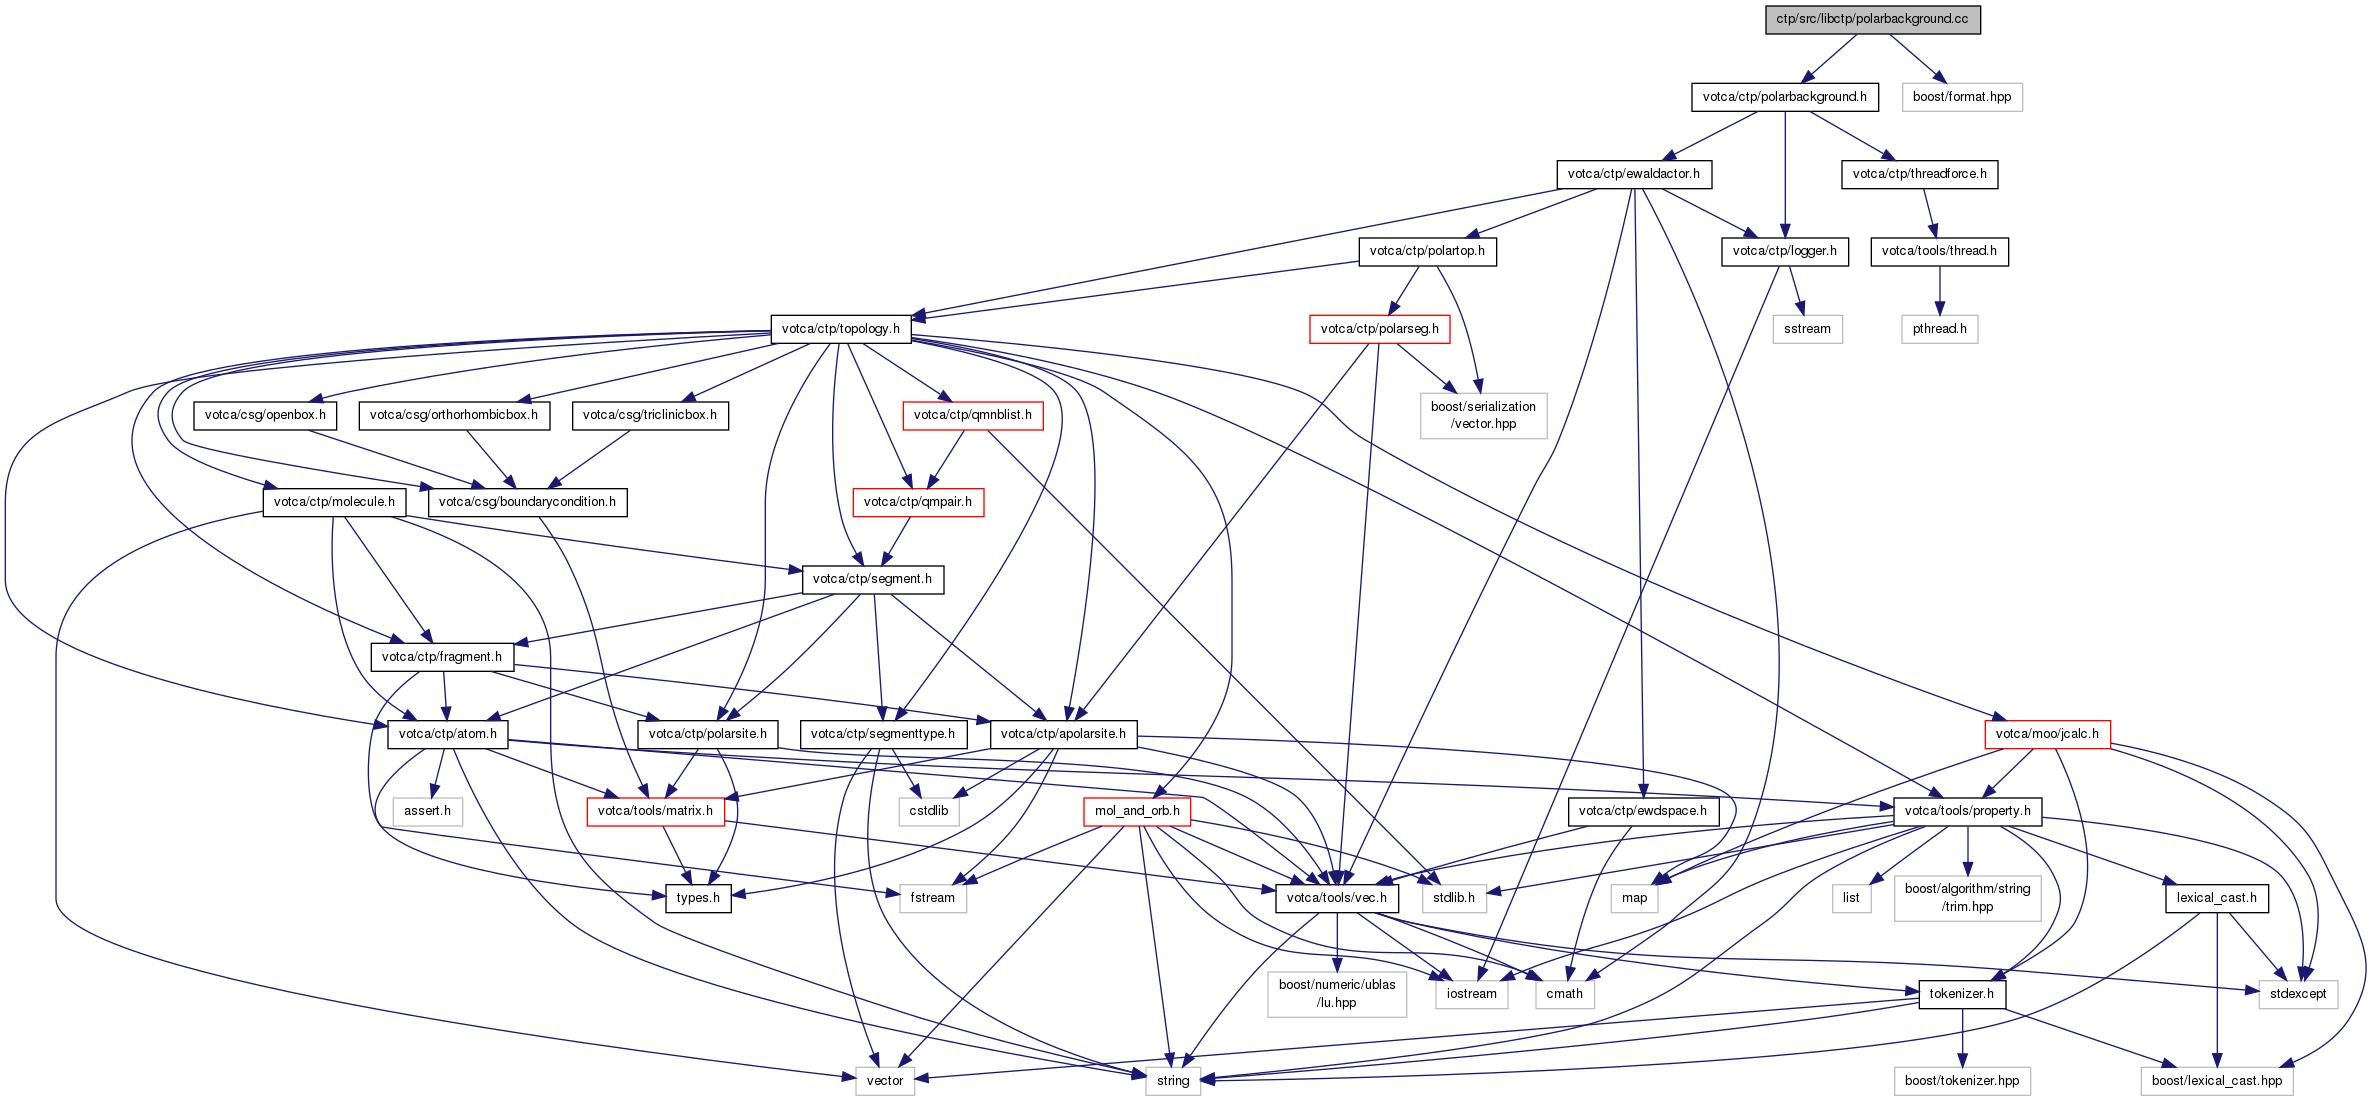 ctp/src/libctp/polarbackground.cc
votca/ctp/polarbackground.h
boost/format.hpp
votca/ctp/ewaldactor.h
votca/ctp/threadforce.h
votca/ctp/polartop.h
votca/ctp/logger.h
votca/tools/thread.h
votca/ctp/topology.h
votca/ctp/polarseg.h
sstream
pthread.h
votca/csg/openbox.h
votca/csg/orthorhombicbox.h
votca/csg/triclinicbox.h
votca/ctp/qmnblist.h
boost/serialization
/vector.hpp
votca/ctp/molecule.h
votca/csg/boundarycondition.h
votca/ctp/qmpair.h
votca/ctp/segment.h
votca/ctp/fragment.h
votca/ctp/atom.h
votca/ctp/polarsite.h
votca/ctp/segmenttype.h
votca/ctp/apolarsite.h
votca/moo/jcalc.h
assert.h
votca/tools/matrix.h
cstdlib
mol_and_orb.h
votca/ctp/ewdspace.h
votca/tools/property.h
types.h
fstream
votca/tools/vec.h
stdlib.h
map
list
boost/algorithm/string
/trim.hpp
lexical_cast.h
boost/numeric/ublas
/lu.hpp
iostream
cmath
tokenizer.h
stdexcept
vector
string
boost/tokenizer.hpp
boost/lexical_cast.hpp